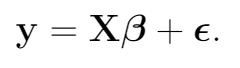 y = Xβ + ϵ.